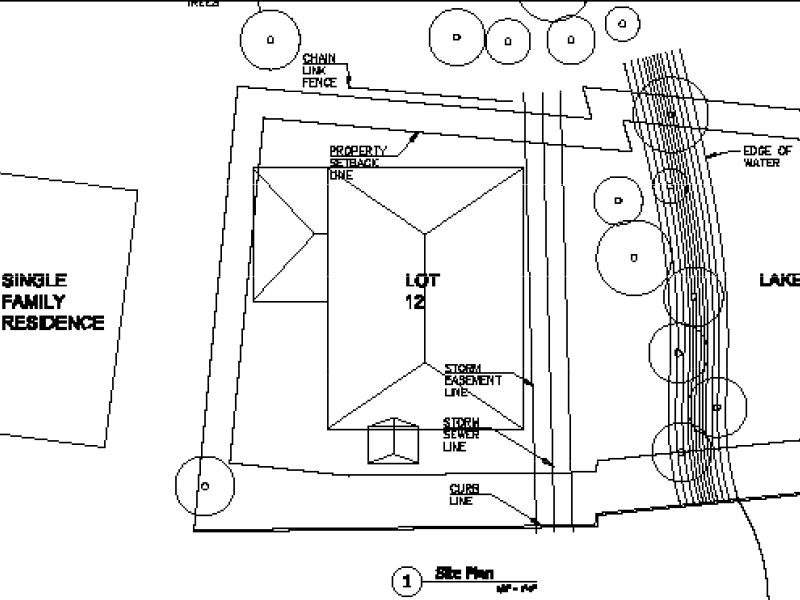 TREES
CHAIN
LINK
FENCE
PROPERTY
SETBACK
LINE
EDGE OF
WATER
SINGLE
FAMILY
RESIDENCE
LOT
12
LAKE
STORM
EASEMENT
LINE
STORM
SEWER
LINE
CURB
LINE
1 Site Plan